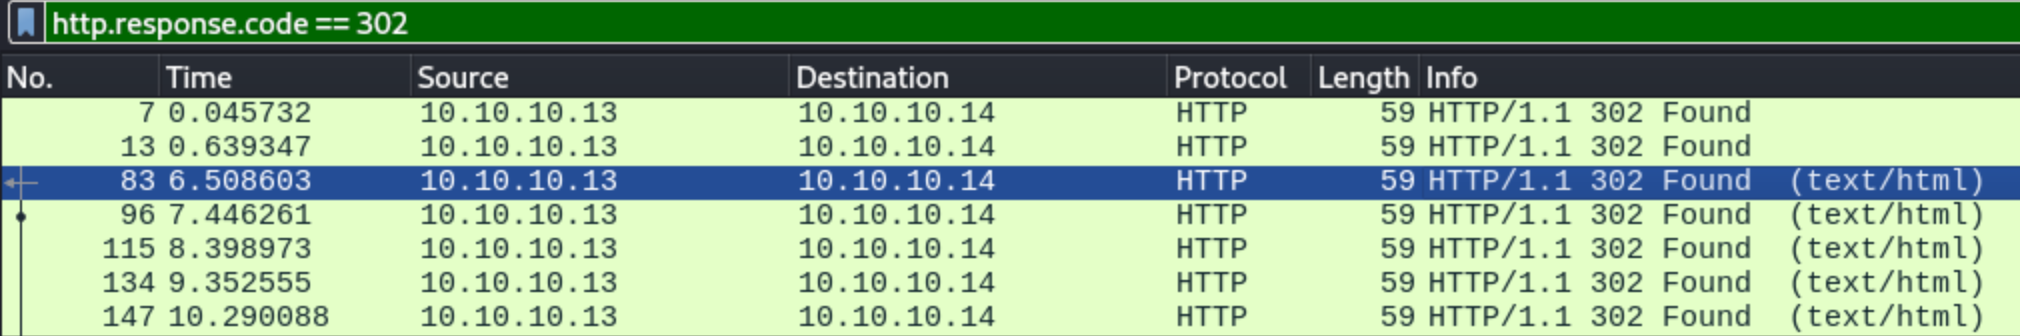 http.response.code == 302
No. Time Source Destination Protocol Length Info
7 0.045732 10.10.10.13 10.10.10.14 HTTP 59 HTTP/1.1 302 Found
13 0.639347 10.10.10.13 10.10.10.14 HTTP 59 HTTP/1.1 302 Found
83 6.508603 10.10.10.13 10.10.10.14 HTTP 59 HTTP/1.1 302 Found (text/html)
96 7.446261 10.10.10.13 10.10.10.14 HTTP 59 HTTP/1.1 302 Found (text/html)
115 8.398973 10.10.10.13 10.10.10.14 HTTP 59 HTTP/1.1 302 Found (text/html)
134 9.352555 10.10.10.13 10.10.10.14 HTTP 59 HTTP/1.1 302 Found (text/html)
147 10.290088 10.10.10.13 10.10.10.14 HTTP 59 HTTP/1.1 302 Found (text/html)